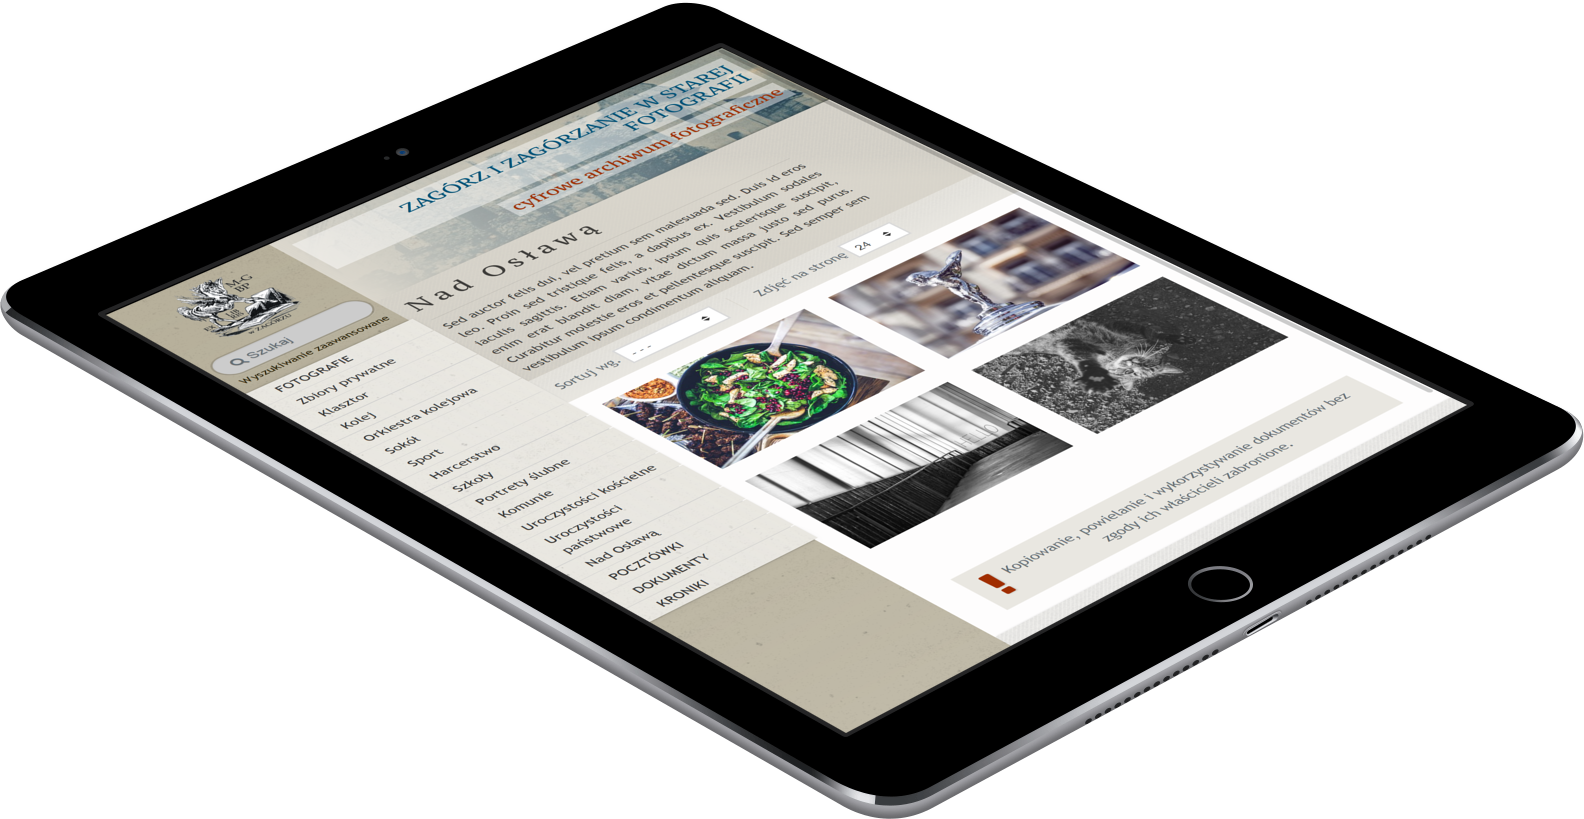 ZAGÓRZ I ZAGÓRZANIE W STAREJ
FOTOGRAFII
cyfrowe archiwum fotograficzne
M-G
BP
w ZAGÓRZU
Szukaj
Wyszukiwanie zaawansowane
FOTOGRAFIE
Zbiory prywatne
Klasztor
Kolej
Orkiestra kolejowa
Sokół
Sport
Harcerstwo
Szkoły
Portrety ślubne
Komunie
Uroczystości kościelne
Uroczystości
państwowe
Nad Osławą
POCZTÓWKI
DOKUMENTY
KRONIKI
Nad Osławą
Sed auctor felis dui, vel pretium sem malesuada sed. Duis id eros
leo. Proin sed tristique felis, a dapibus ex. Vestibulum sodales
iaculis sagittis. Etiam varius, ipsum quis scelerisque suscipit,
enim erat blandit diam, vitae dictum massa justo sed purus.
Curabitur molestie eros et pellentesque suscipit. Sed semper sem
vestibulum ipsum condimentum aliquam.
Sortuj wg. ---
Zdjęć na stronę 24
Kopiowanie, powielanie i wykorzystywanie dokumentów bez
zgody ich właścicieli zabronione.